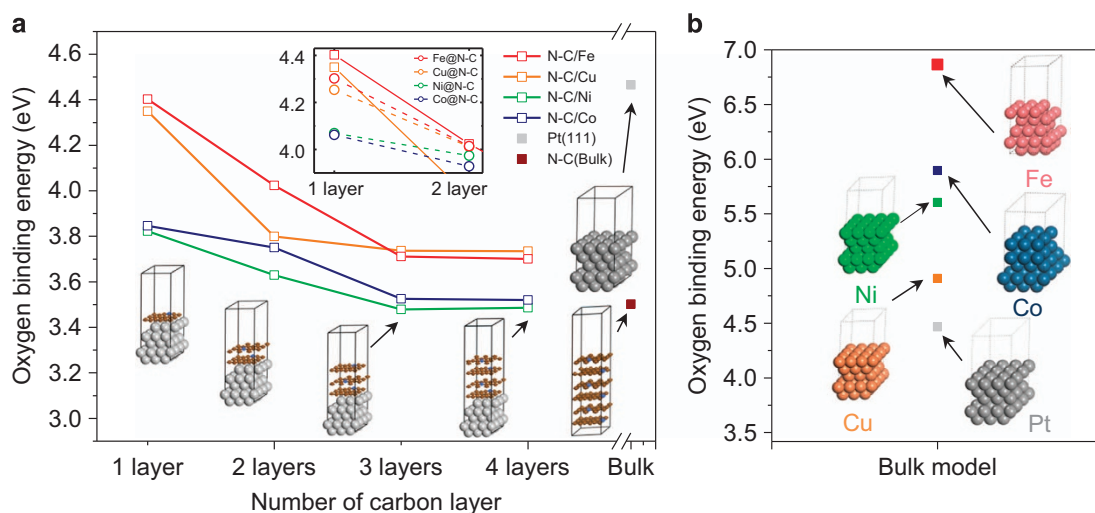 a
Oxygen binding energy (eV)
4.6
4.4
4.2
4.0
3.8
3.6
3.4
3.2
3.0
4.4
4.2
4.0
1 layer
2 layer
Fe@N-C
Cu@N-C
Ni@N-C
Co@N-C
N-C/Fe
N-C/Cu
N-C/Ni
N-C/Co
Pt(111)
N-C(Bulk)
1 layer
2 layers
3 layers
4 layers
Bulk
Number of carbon layer
b
Oxygen binding energy (eV)
7.0
6.5
6.0
5.5
5.0
4.5
4.0
3.5
Fe
Ni
Co
Cu
Pt
Bulk model